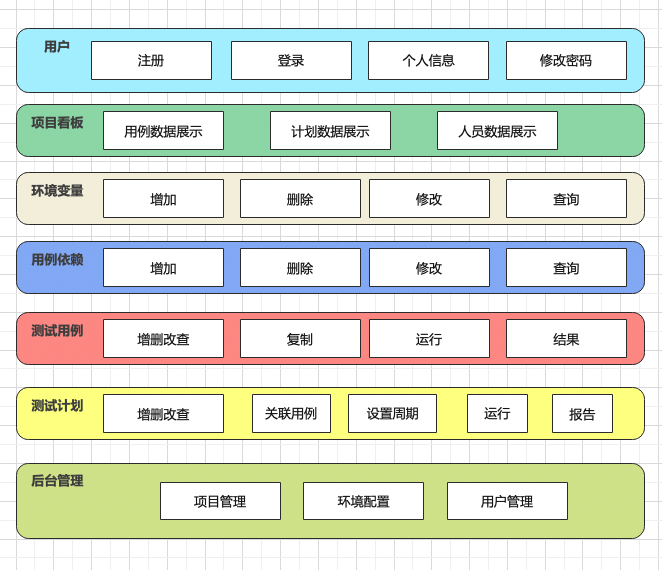 用户
注册
登录
个人信息
修改密码
项目看板
用例数据展示
计划数据展示
人员数据展示
环境变量
增加
删除
修改
查询
用例依赖
增加
删除
修改
查询
测试用例
增删改查
复制
运行
结果
测试计划
增删改查
关联用例
设置周期
运行
报告
后台管理
项目管理
环境配置
用户管理